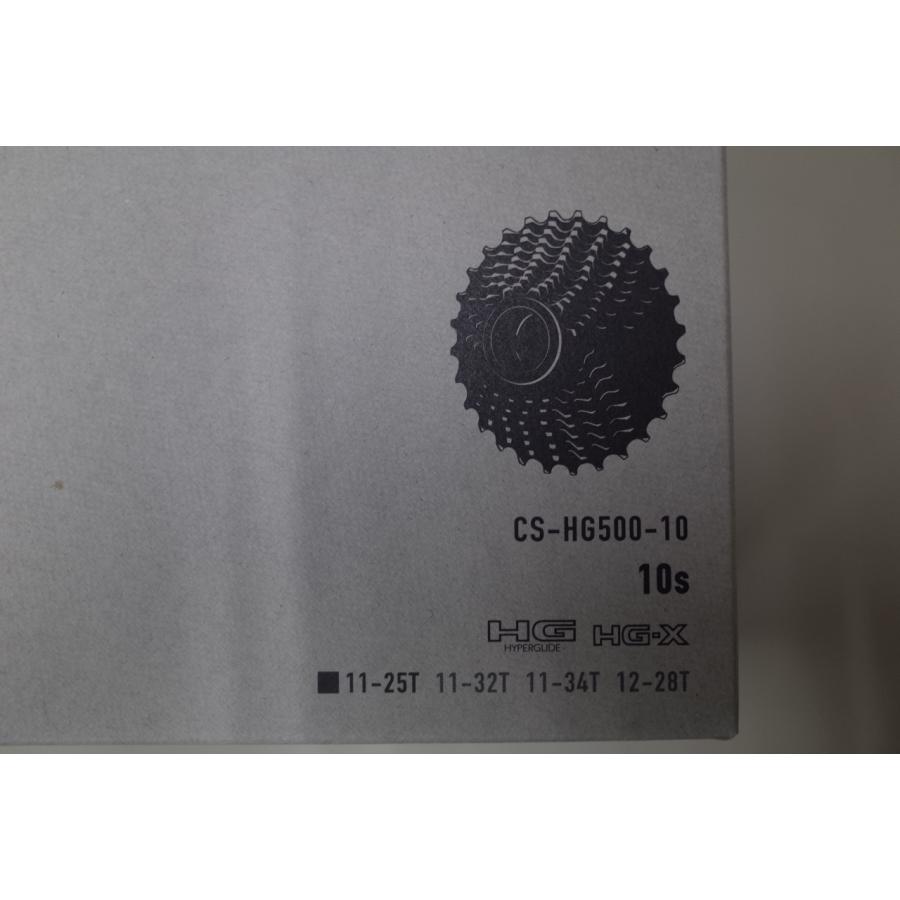 CS-HG500-10
10s
HG HG-X
HYPERGLIDE
■11-25T 11-32T 11-34T 12-28T